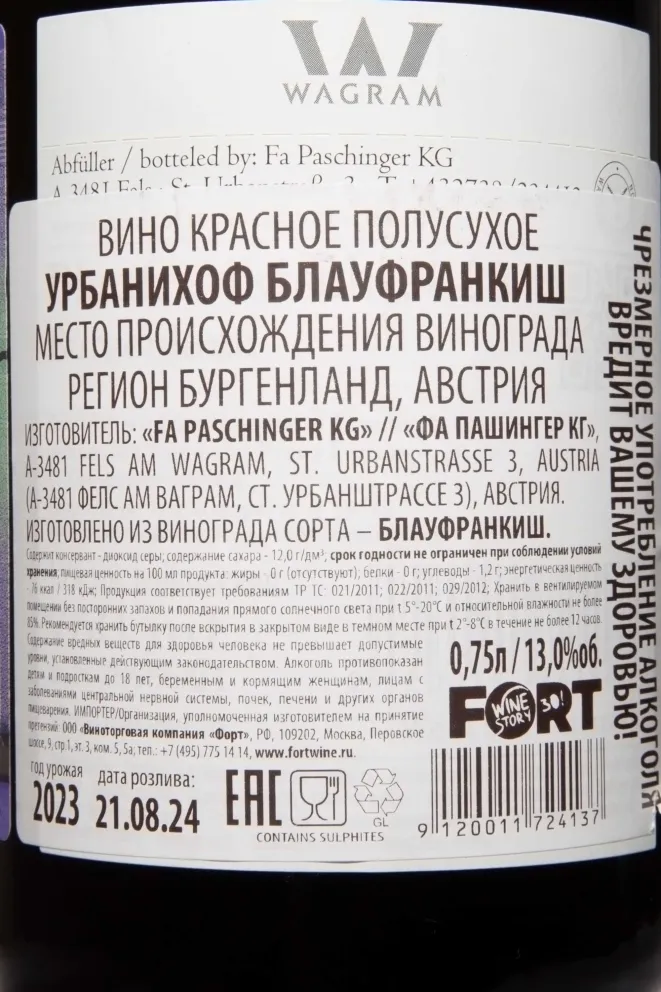 WAGRAM
Abfüller / botteled by: Fa Paschinger KG
ВИНО КРАСНОЕ ПОЛУСУХОЕ
УРБАНИХОФ БЛАУФРАНКИШ
МЕСТО ПРОИСХОЖДЕНИЯ ВИНОГРАДА
РЕГИОН БУРГЕНЛАНД, АВСТРИЯ
ИЗГОТОВИТЕЛЬ: «FA PASCHINGER KG» // «ФА ПАШИНГЕР КГ»,
A-3481 FELS AM WAGRAM, ST. URBANSTRASSE 3, AUSTRIA
(А-3481 ФЕЛС АМ ВАГРАМ, СТ. УРБАНШТРАССЕ 3), АВСТРИЯ.
ИЗГОТОВЛЕНО ИЗ ВИНОГРАДА СОРТА – БЛАУФРАНКИШ.
Содержит консервант - диоксид серы; содержание сахара - 12,0 г/дм³; срок годности не ограничен при соблюдении условий
хранения, пищевая ценность на 100 мл продукта: жиры - 0 г (отсутствуют); белки - 0 г; углеводы - 1,2 г; энергетическая ценность
- 76 ккал / 318 кДж; Продукция соответствует требованиям ТР ТС: 021/2011; 022/2011; 029/2012; Хранить в вентилируемом
помещении без посторонних запахов и попадания прямого солнечного света при t 5°-20°С и относительной влажности не более
85%. Рекомендуется хранить бутылку после вскрытия в закрытом виде в темном месте при t 2°-8°С в течение не более 12 часов.
Содержание вредных веществ для здоровья человека не превышает допустимые
уровни, установленные действующим законодательством. Алкоголь противопоказан
детям и подросткам до 18 лет, беременным и кормящим женщинам, лицам с
заболеваниями центральной нервной системы, почек, печени и других органов
пищеварения. ИМПОРТЕР/Организация, уполномоченная изготовителем на принятие
претензий: ООО «Виноторговая компания «Форт», РФ, 109202, Москва, Перовское
шоссе, 9, стр.1, эт. 3, ком. 5, 5а; тел.: +7 (495) 775 14 14, www.fortwine.ru.
0,75л / 13,0%об.
FORT
WINE
STORY
3D!
год урожая
2023
дата розлива:
21.08.24
EAC
GL
CONTAINS SULPHITES
9 120011 724137
ЧРЕЗМЕРНОЕ УПОТРЕБЛЕНИЕ АЛКОГОЛЯ
ВРЕДИТ ВАШЕМУ ЗДОРОВЬЮ!